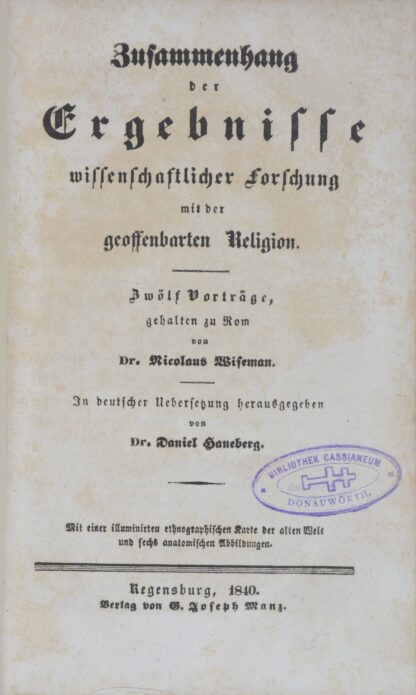 Zusammenhang
der
Ergebnisse
wissenschaftlicher Forschung
mit der
geoffenbarten Religion.
Zwölf Vorträge,
gehalten zu Rom
von
Dr. Nicolaus Wiseman.
In deutscher Uebersetzung herausgegeben
von
Dr. Daniel Haneberg.
BIBLIOTHEK CASSIANEUM
DONAUWÖRTH.
Mit einer illuminirten ethnographischen Karte der alten Welt
und sechs anatomischen Abbildungen.
Regensburg, 1840.
Verlag von G. Joseph Manz.